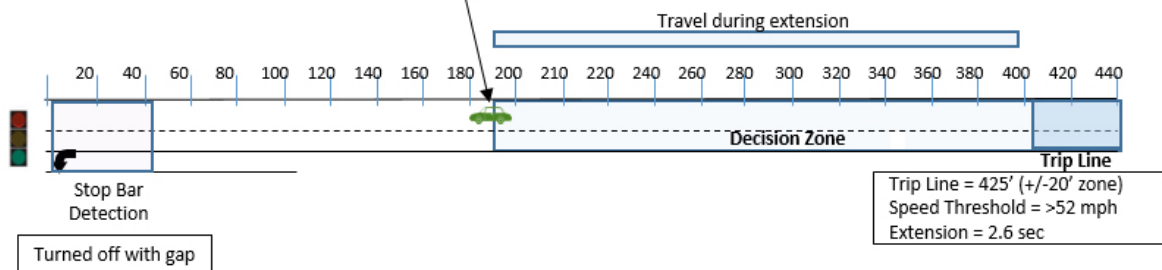 Travel during extension
20 40 60 80 100 120 140 160 180 200 210 220 240 260 280 300 320 340 360 380 400 420 440
Decision Zone
Trip Line
Stop Bar
Detection
Trip Line = 425' (+/-20' zone)
Speed Threshold = >52 mph
Extension = 2.6 sec
Turned off with gap